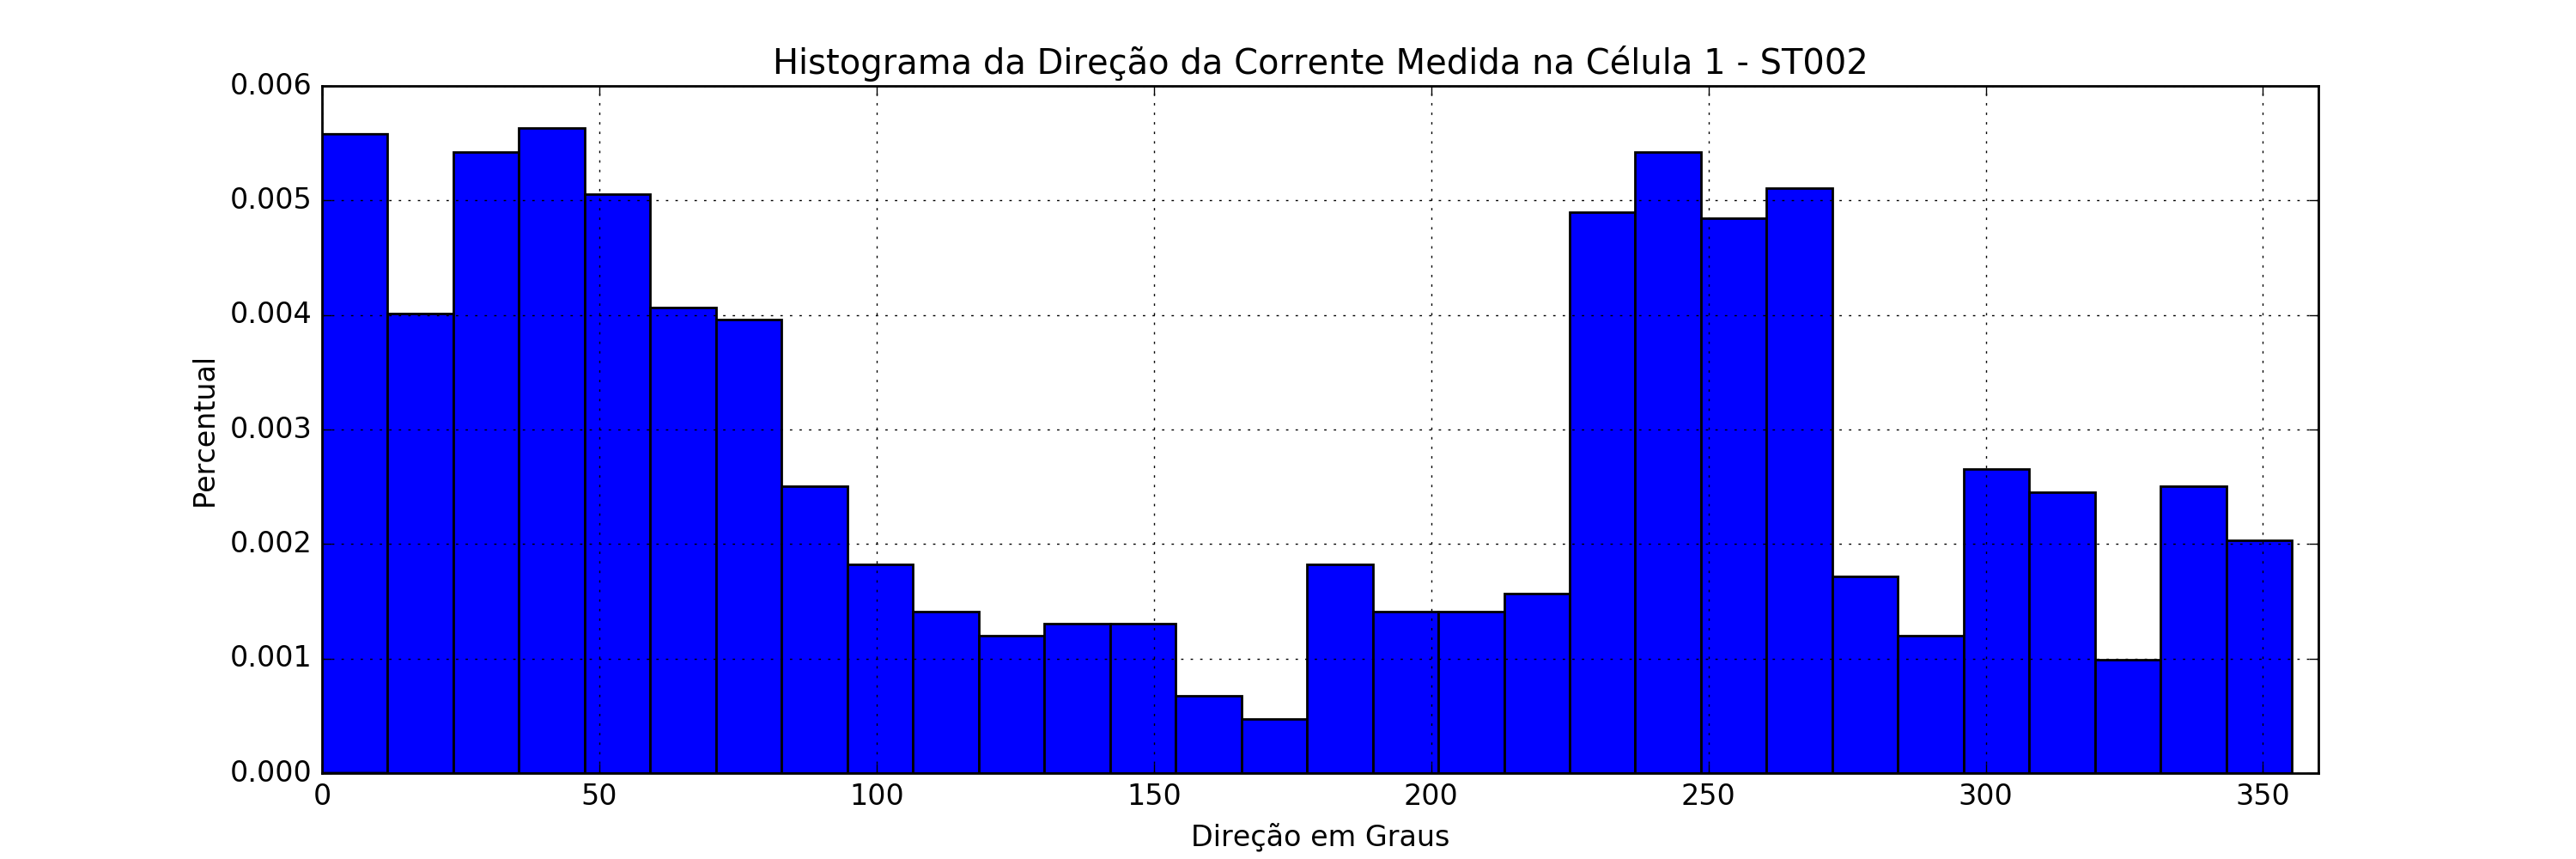 Histograma da Direção da Corrente Medida na Célula 1 - ST002
0.006
0.005
0.004
0.003
0.002
0.001
0.000
Percentual
0 50 100 150 200 250 300 350
Direção em Graus